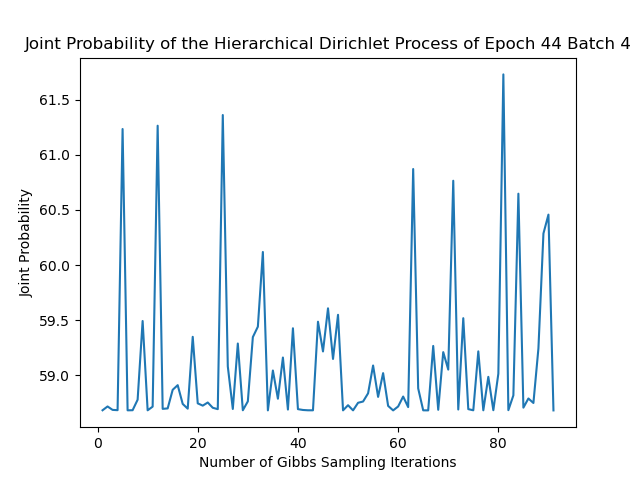 Joint Probability of the Hierarchical Dirichlet Process of Epoch 44 Batch 4
61.5
61.0
60.5
60.0
59.5
59.0
Joint Probability
0 20 40 60 80
Number of Gibbs Sampling Iterations